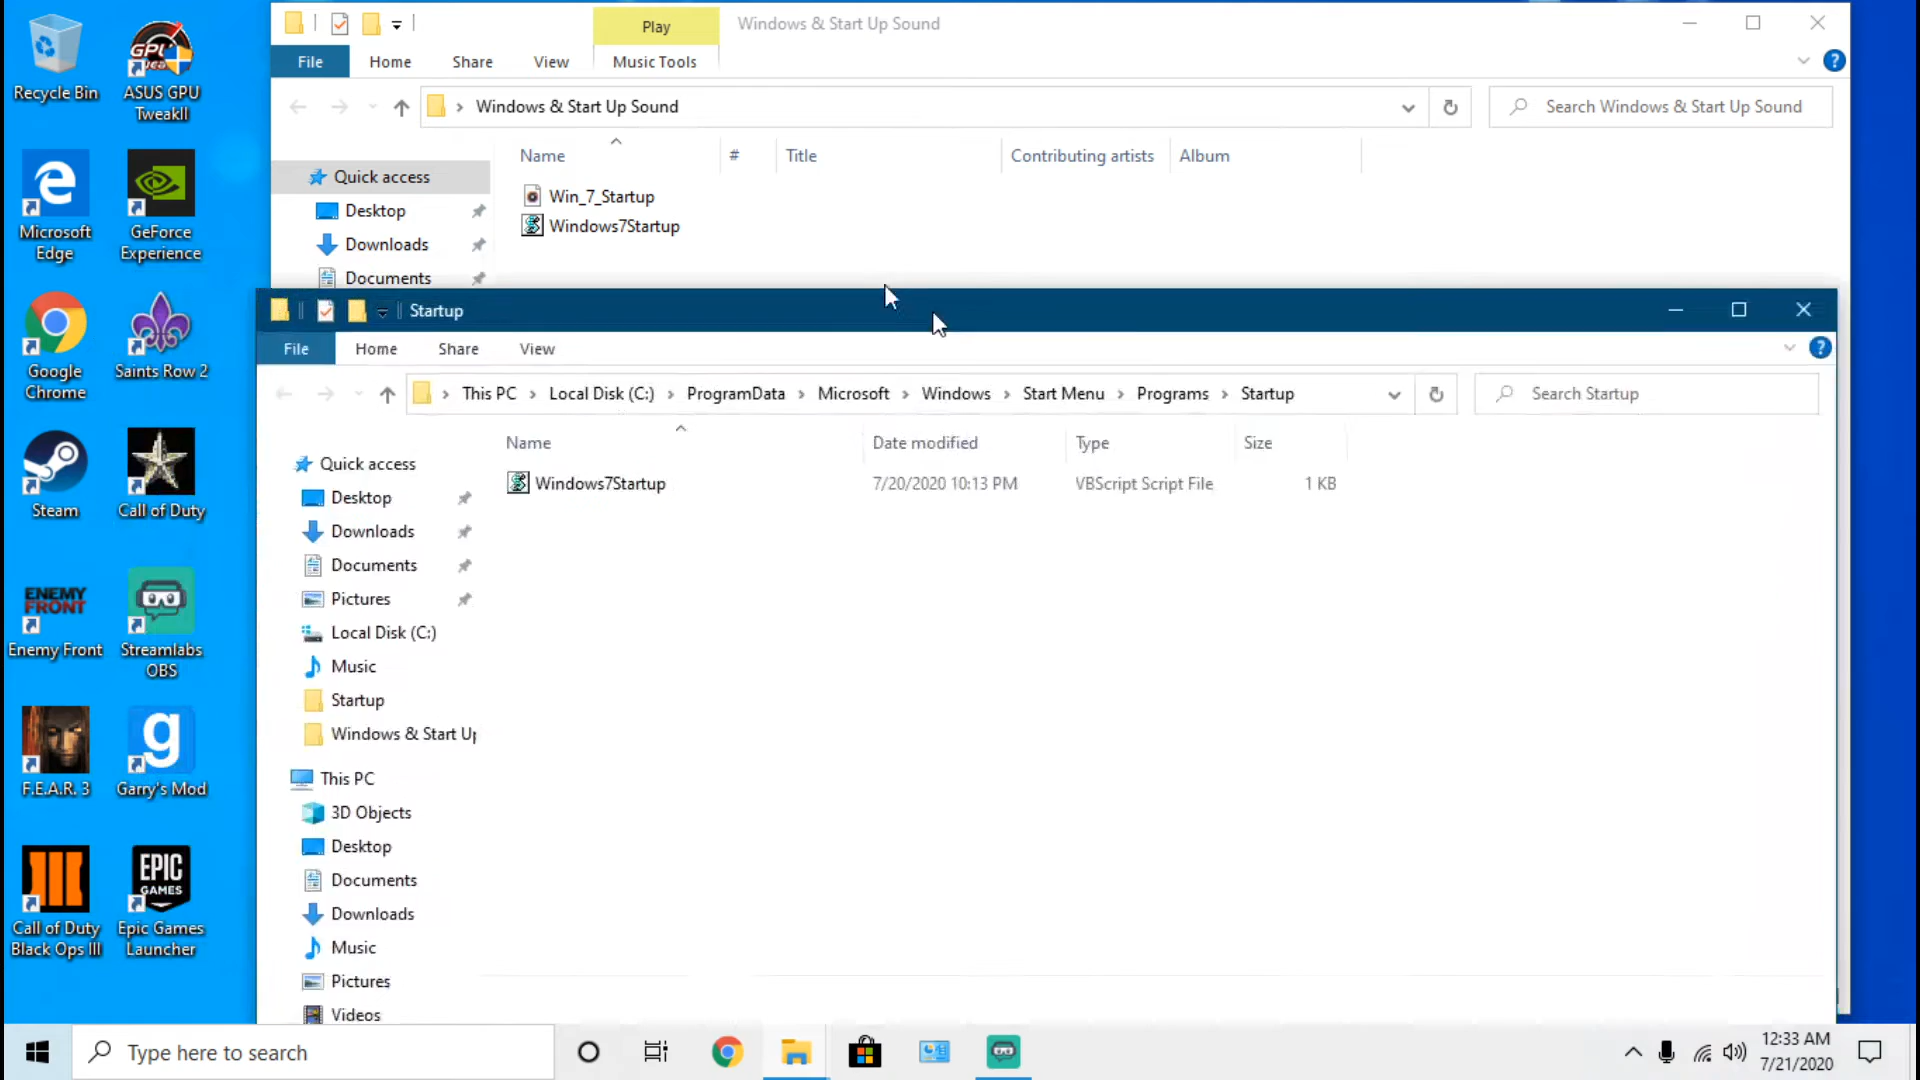 Recycle Bin
ASUS GPU
TweakII
Microsoft
Edge
GeForce
Experience
Google
Chrome
Saints Row 2
Steam
Call of Duty
ENEMY
FRONT
Enemy Front
Streamlabs
OBS
F.E.A.R. 3
Garry's Mod
Call of Duty
Black Ops III
EPIC
GAMES
Epic Games
Launcher
Play
Windows & Start Up Sound
File
Home
Share
View
Music Tools
Windows & Start Up Sound
Search Windows & Start Up Sound
Name
#
Title
Contributing artists
Album
Quick access
Desktop
Downloads
Documents
Win_7_Startup
Windows7Startup
Startup
File
Home
Share
View
This PC > Local Disk (C:) > ProgramData > Microsoft > Windows > Start Menu > Programs > Startup
Search Startup
Name
Date modified
Type
Size
Windows7Startup
7/20/2020 10:13 PM
VBScript Script File
1 KB
Quick access
Desktop
Downloads
Documents
Pictures
Local Disk (C:)
Music
Startup
Windows & Start Up
This PC
3D Objects
Desktop
Documents
Downloads
Music
Pictures
Videos
Type here to search
12:33 AM
7/21/2020